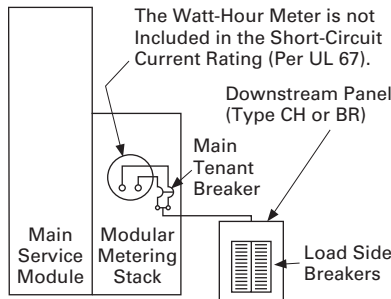 The Watt-Hour Meter is not
Included in the Short-Circuit
Current Rating (Per UL 67).
Downstream Panel
(Type CH or BR)
Main
Tenant
Breaker
Main
Service
Module
Modular
Metering
Stack
Load Side
Breakers